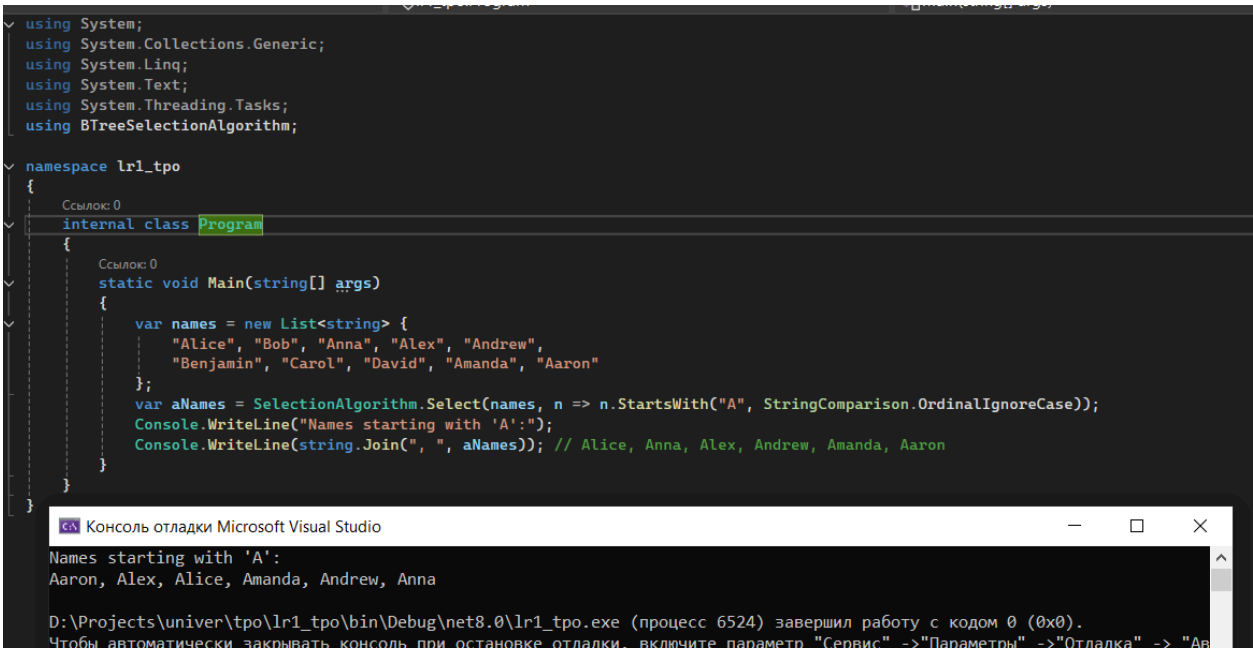 using System;
using System.Collections.Generic;
using System.Linq;
using System.Text;
using System.Threading.Tasks;
using BTreeSelectionAlgorithm;
namespace lr1_tpo
{
Ссылок: 0
internal class Program
{
Ссылок: 0
static void Main(string[] args)
{
var names = new List<string> {
"Alice", "Bob", "Anna", "Alex", "Andrew",
"Benjamin", "Carol", "David", "Amanda", "Aaron"
};
var aNames = SelectionAlgorithm.Select(names, n => n.StartsWith("A", StringComparison.OrdinalIgnoreCase));
Console.WriteLine("Names starting with 'A':");
Console.WriteLine(string.Join(", ", aNames)); // Alice, Anna, Alex, Andrew, Amanda, Aaron
}
}
}
Консоль отладки Microsoft Visual Studio
Names starting with 'A':
Aaron, Alex, Alice, Amanda, Andrew, Anna
D:\Projects\univer\tpo\lr1_tpo\bin\Debug\net8.0\lr1_tpo.exe (процесс 6524) завершил работу с кодом 0 (0x0).
Чтобы автоматически закрывать консоль при остановке отладки, включите параметр "Сервис" ->"Параметры" ->"Отладка" -> "Ав